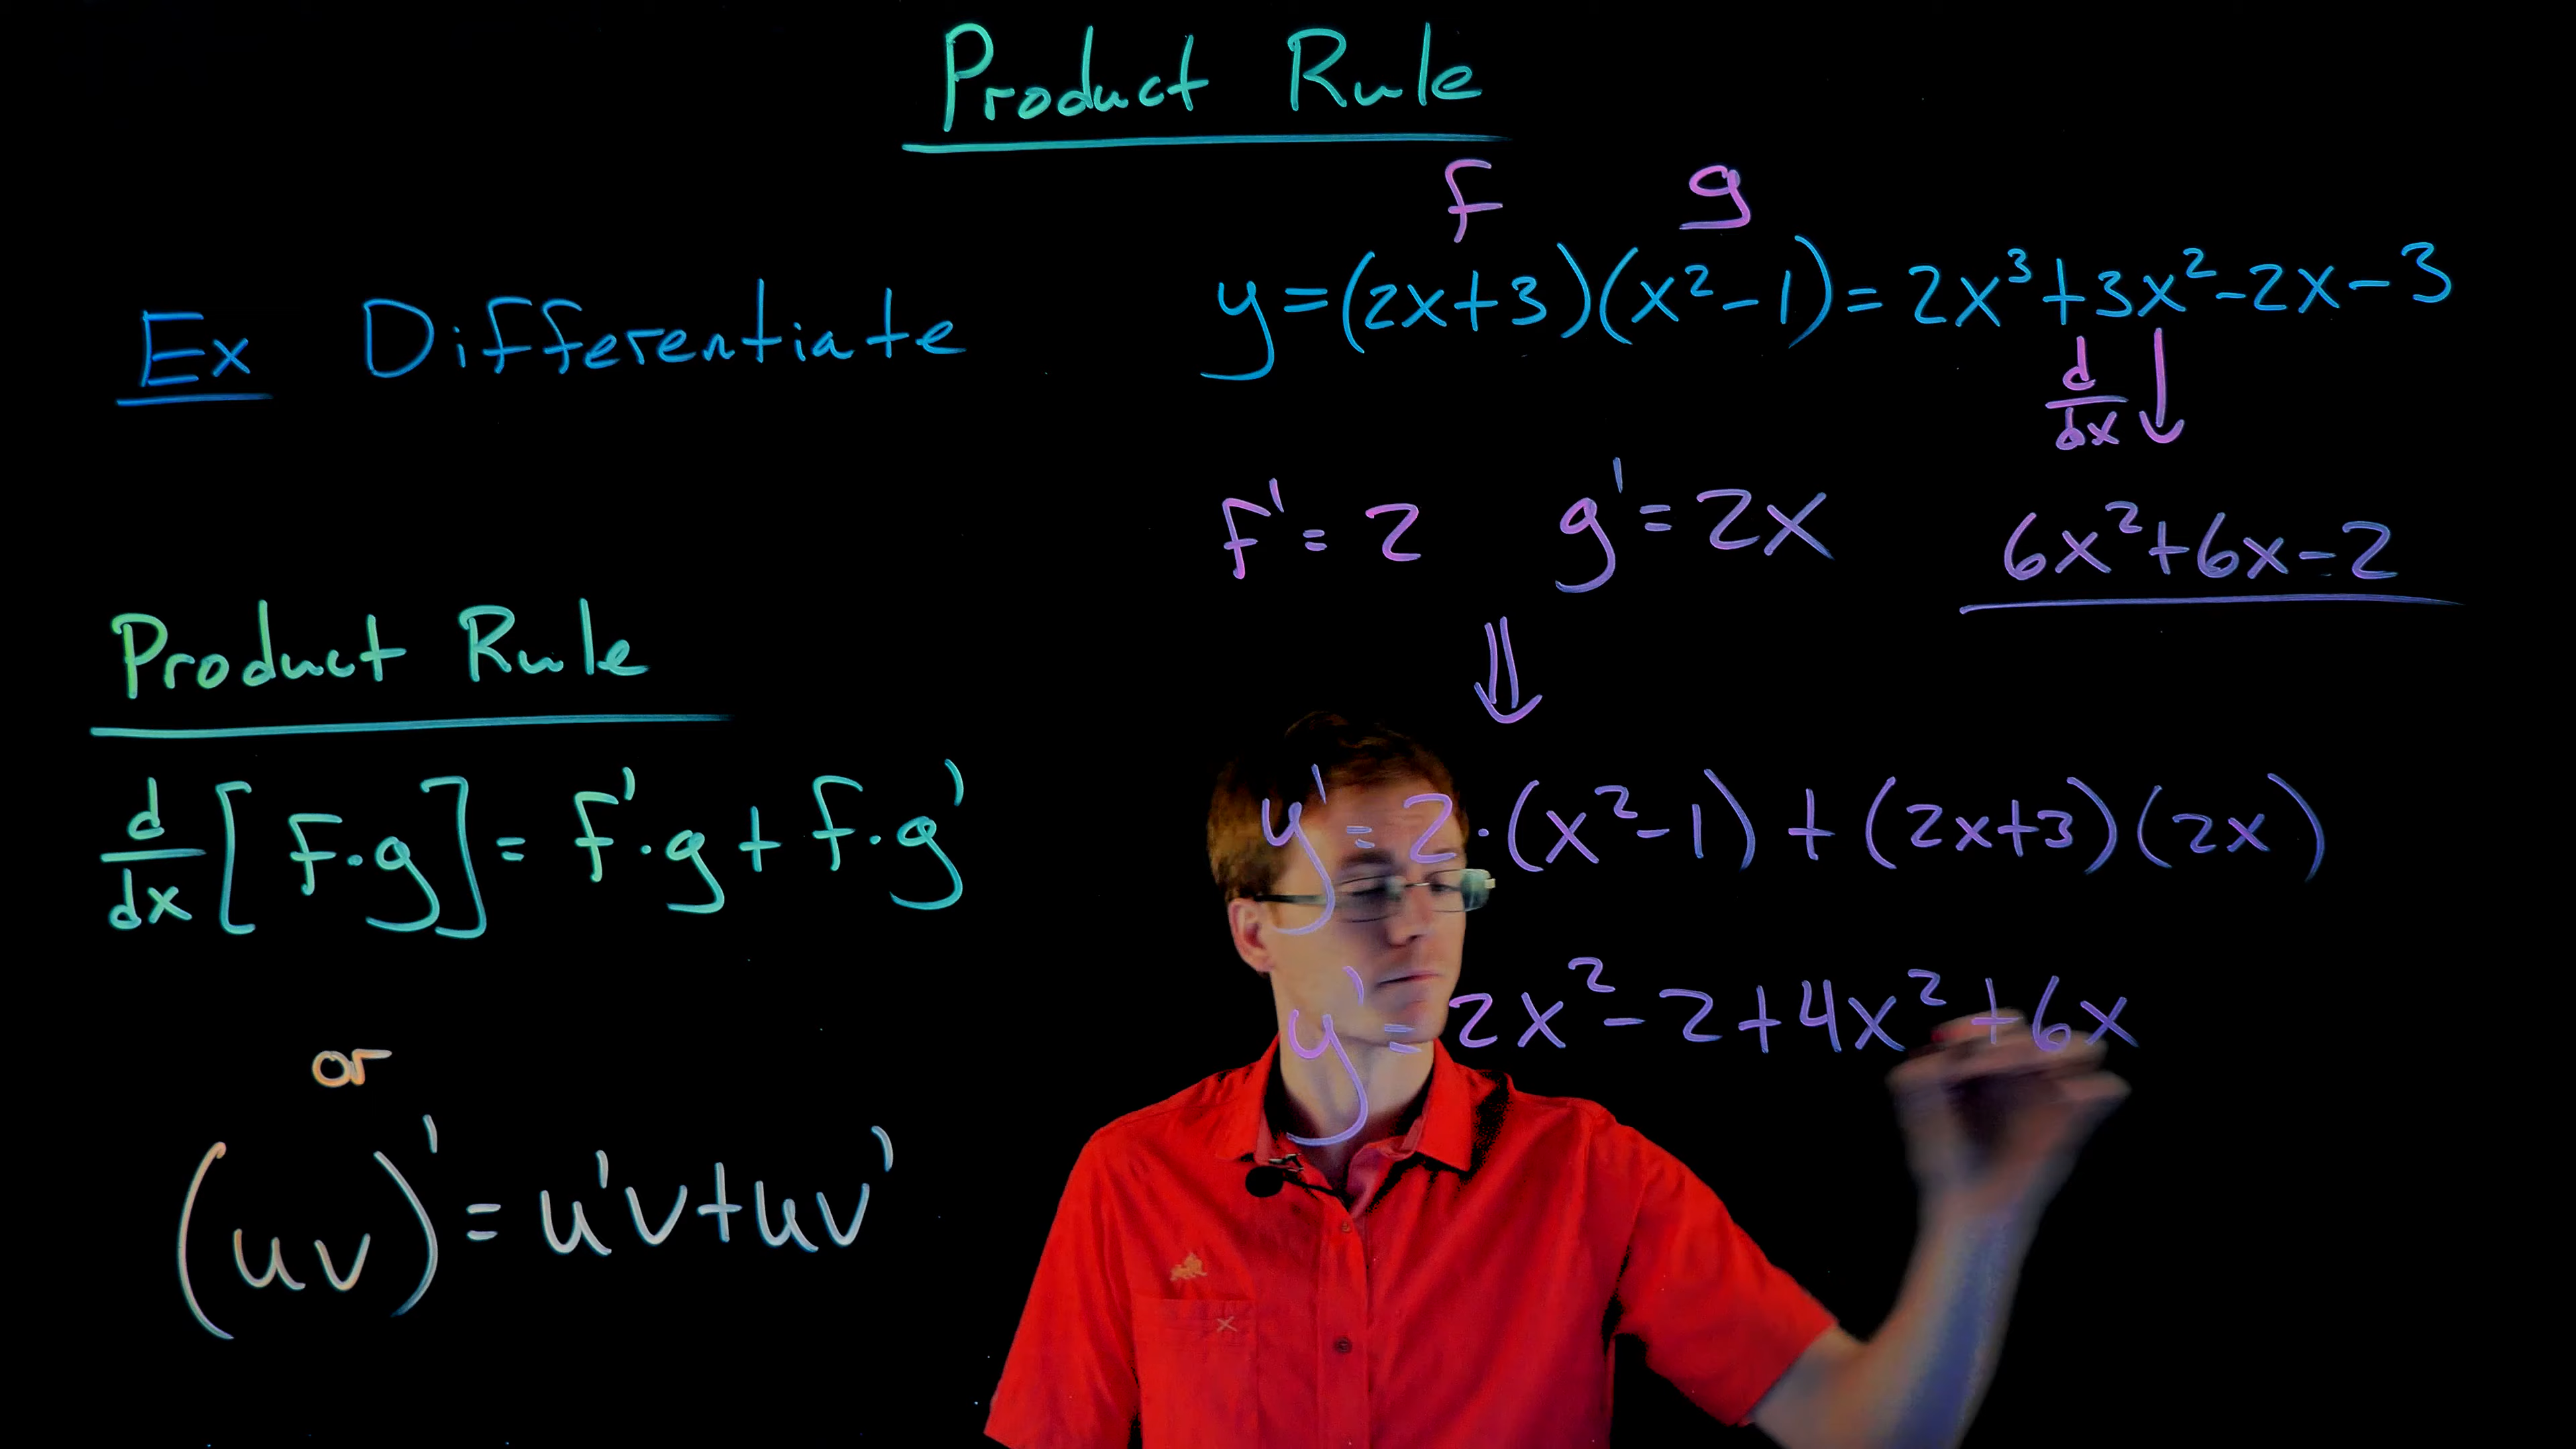 Product Rule
f g
Ex Differentiate
y=(2x+3)(x²-1)=2x³+3x²-2x-3
d/dx ↓
f'=2 g'=2x
6x²+6x-2
⇓
Product Rule
d/dx[f·g]=f'·g+f·g'
y'=2·(x²-1)+(2x+3)(2x)
y'=2x²-2+4x²+6x
or
(uv)'=u'v+uv'